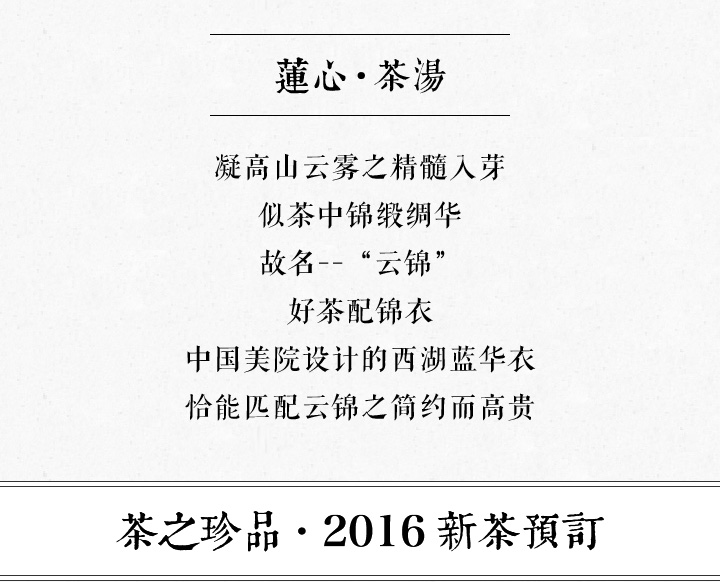 蓮心·茶湯
凝高山云雾之精髓入芽
似茶中锦缎绸华
故名--“云锦”
好茶配锦衣
中国美院设计的西湖蓝华衣
恰能匹配云锦之简约而高贵
茶之珍品·2016新茶預訂